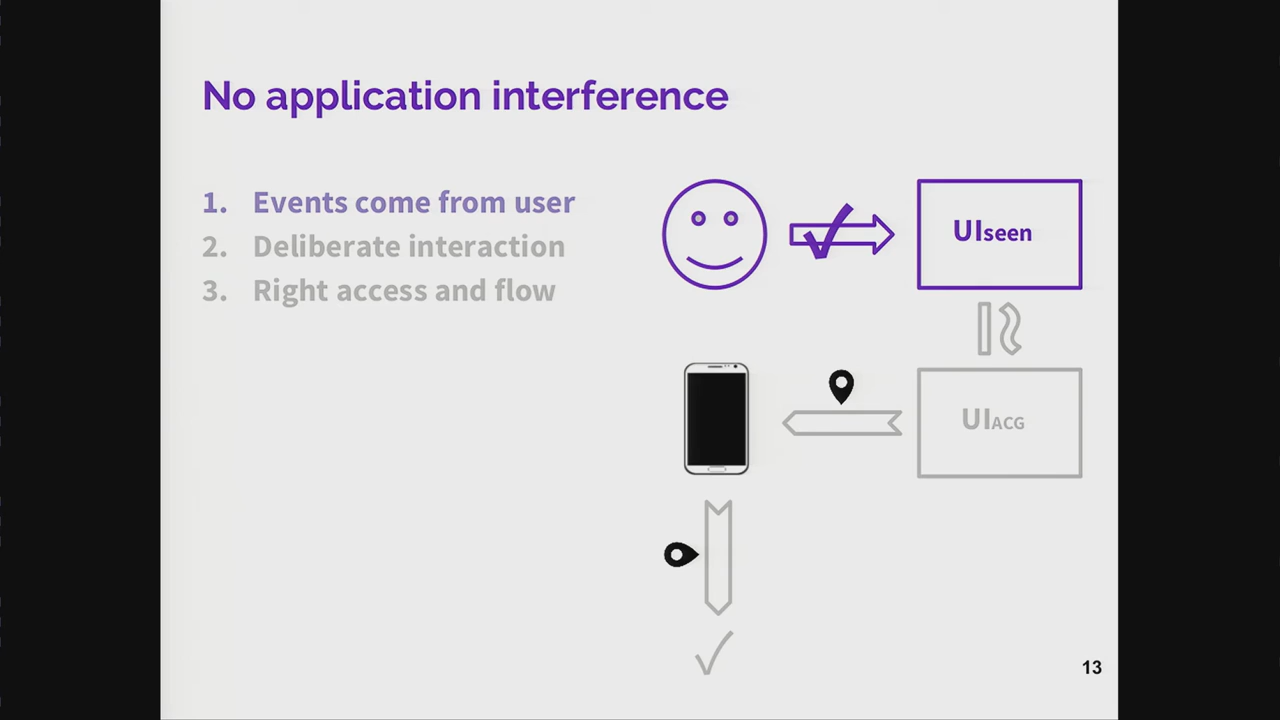 No application interference
1. Events come from user
2. Deliberate interaction
3. Right access and flow
UIseen
UIACG
13